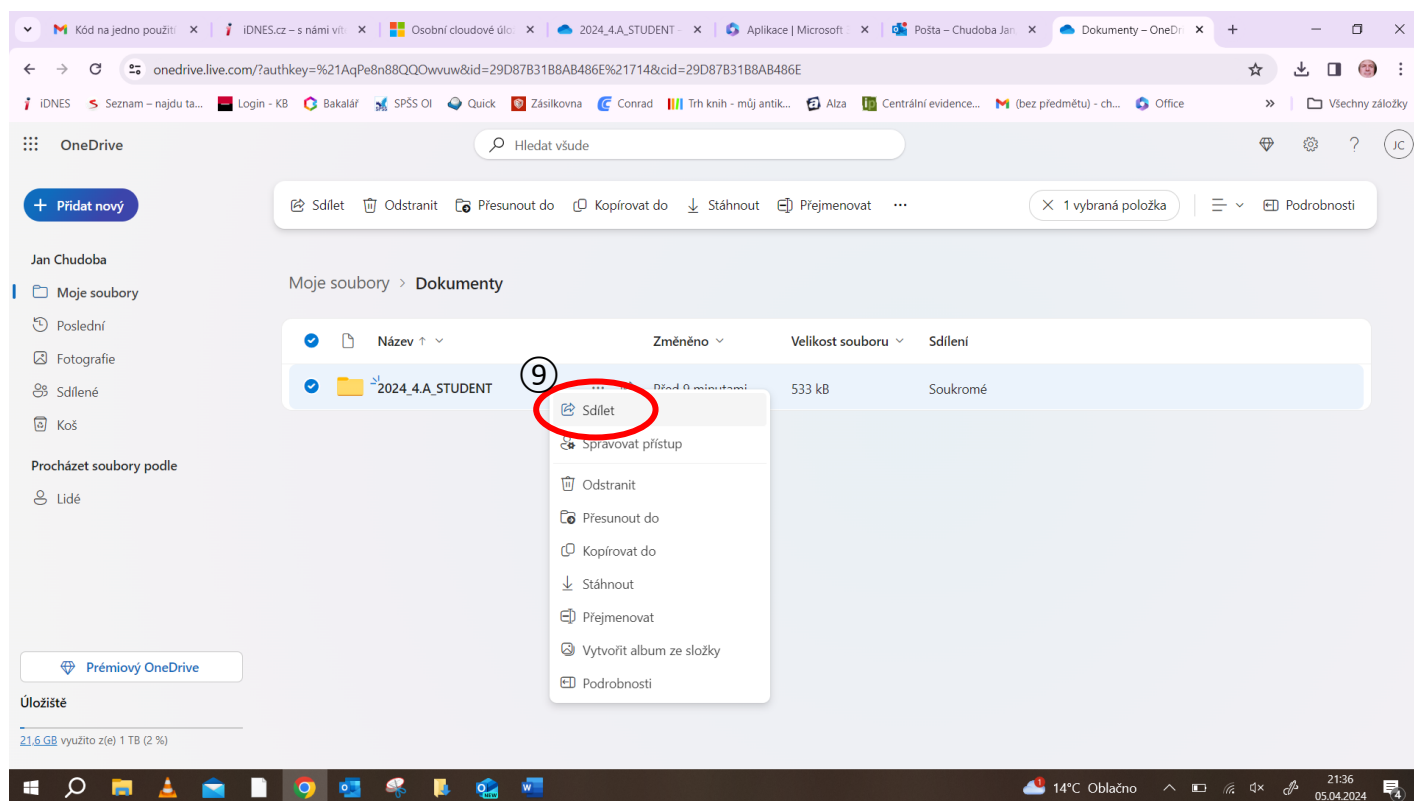 Kód na jedno použití
iDNES.cz – s námi víte
Osobní cloudové úlo
2024_4.A_STUDENT -
Aplikace | Microsoft
Pošta – Chudoba Jan,
Dokumenty – OneDri
onedrive.live.com/?authkey=%21AqPe8n88QQOwvuw&id=29D87B31B8AB486E%21714&cid=29D87B31B8AB486E
iDNES
Seznam – najdu ta...
Login - KB
Bakalář
SPŠS OI
Quick
Zásilkovna
Conrad
Trh knih - můj antik...
Alza
Centrální evidence...
(bez předmětu) - ch...
Office
»
Všechny záložky
OneDrive
Hledat všude
JC
+ Přidat nový
Sdílet
Odstranit
Přesunout do
Kopírovat do
Stáhnout
Přejmenovat
...
1 vybraná položka
Podrobnosti
Jan Chudoba
Moje soubory
Poslední
Fotografie
Sdílené
Koš
Procházet soubory podle
Lidé
Moje soubory > Dokumenty
Název ↑
Změněno
Velikost souboru
Sdílení
2024_4.A_STUDENT
Před 9 minutami
533 kB
Soukromé
9
Sdílet
Spravovat přístup
Odstranit
Přesunout do
Kopírovat do
Stáhnout
Přejmenovat
Vytvořit album ze složky
Podrobnosti
Prémiový OneDrive
Úložiště
21,6 GB využito z(e) 1 TB (2 %)
14°C Oblačno
21:36
05.04.2024
4